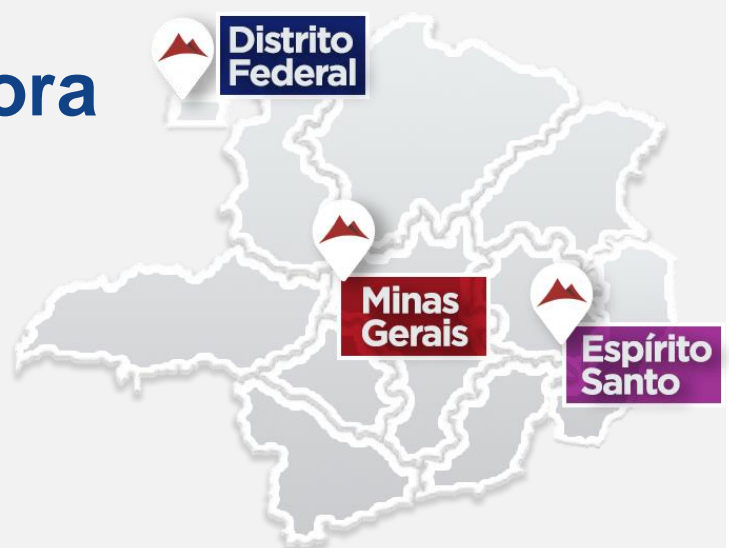 ora
Distrito
Federal
Minas
Gerais
Espírito
Santo